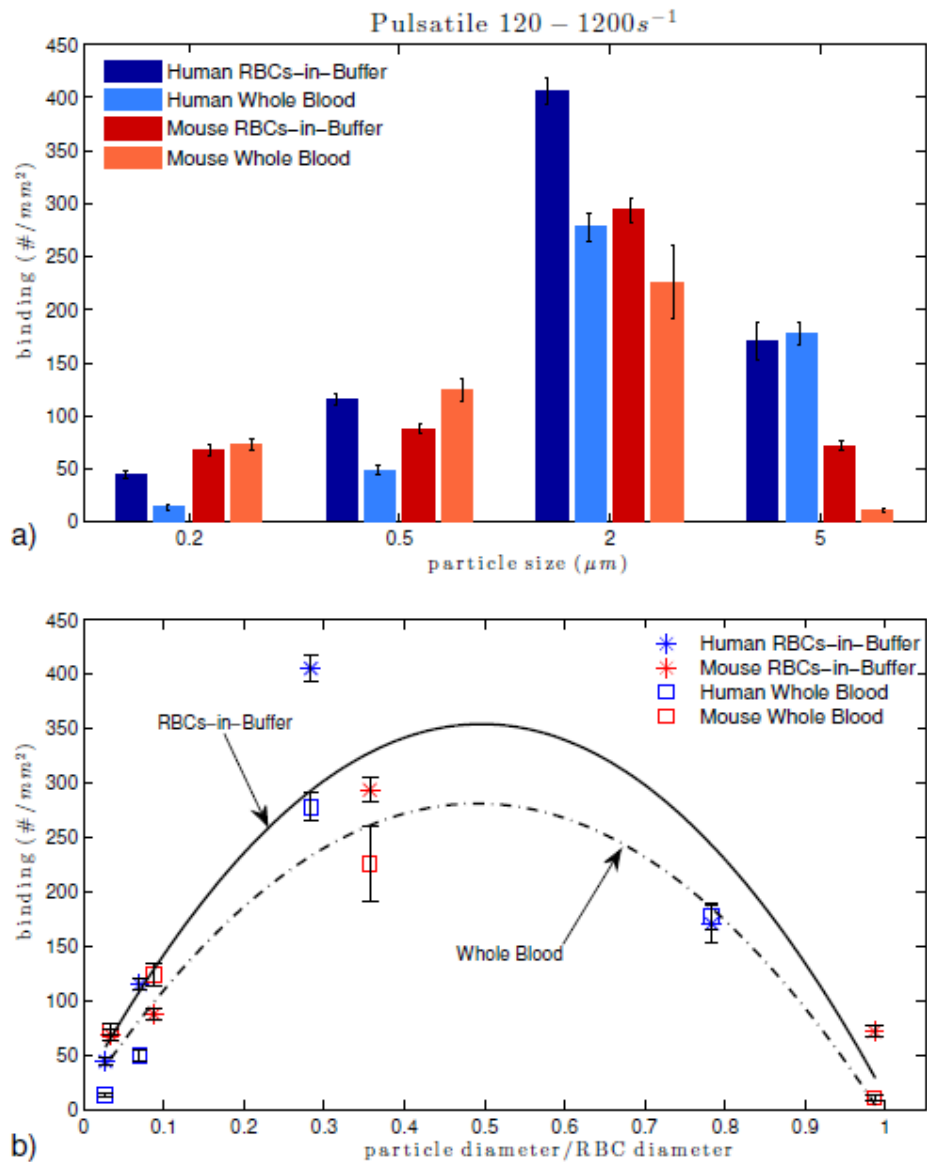 Pulsatile 120 − 1200s⁻¹
450
400
350
300
250
200
150
100
50
0
binding (#/mm²)
Human RBCs-in-Buffer
Human Whole Blood
Mouse RBCs-in-Buffer
Mouse Whole Blood
0.2 0.5 2 5
particle size (μm)
a)
450
400
350
300
250
200
150
100
50
0
binding (#/mm²)
Human RBCs-in-Buffer
Mouse RBCs-in-Buffer
Human Whole Blood
Mouse Whole Blood
RBCs-in-Buffer
Whole Blood
0 0.1 0.2 0.3 0.4 0.5 0.6 0.7 0.8 0.9 1
particle diameter/RBC diameter
b)